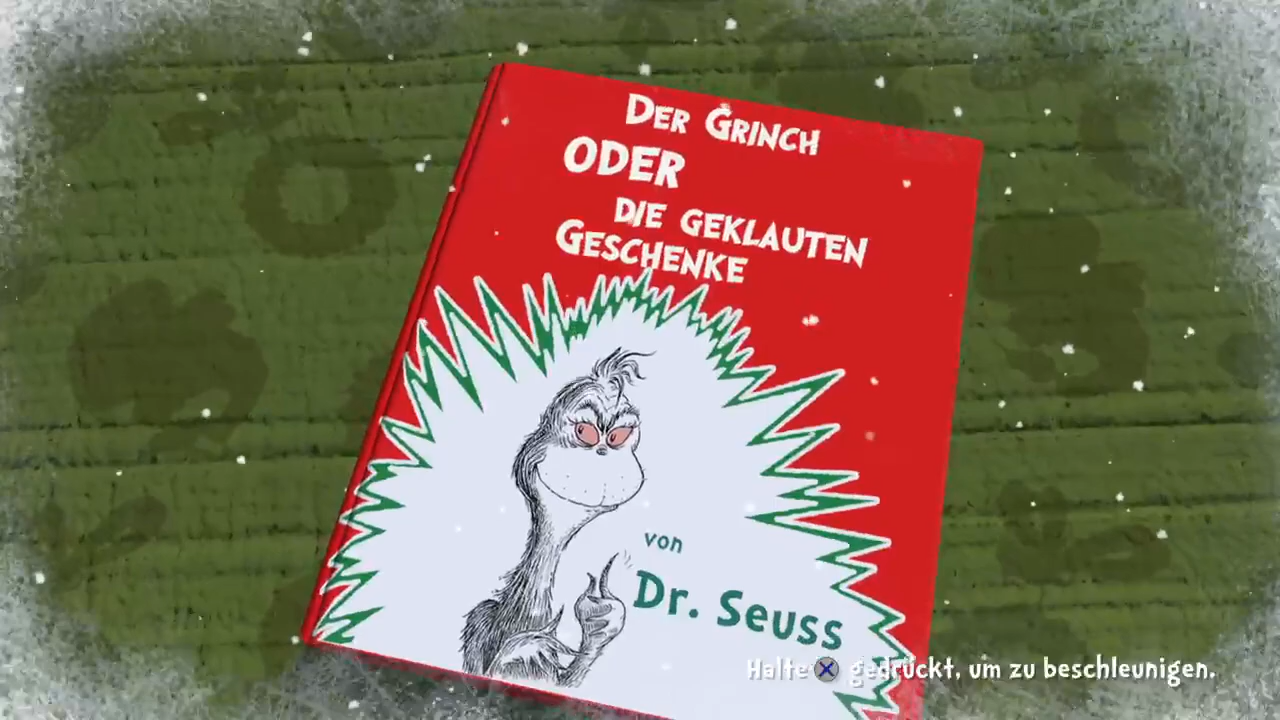 DER GRINCH
ODER
DIE GEKLAUTEN
GESCHENKE
von
Dr. Seuss
Halte X gedrückt, um zu beschleunigen.